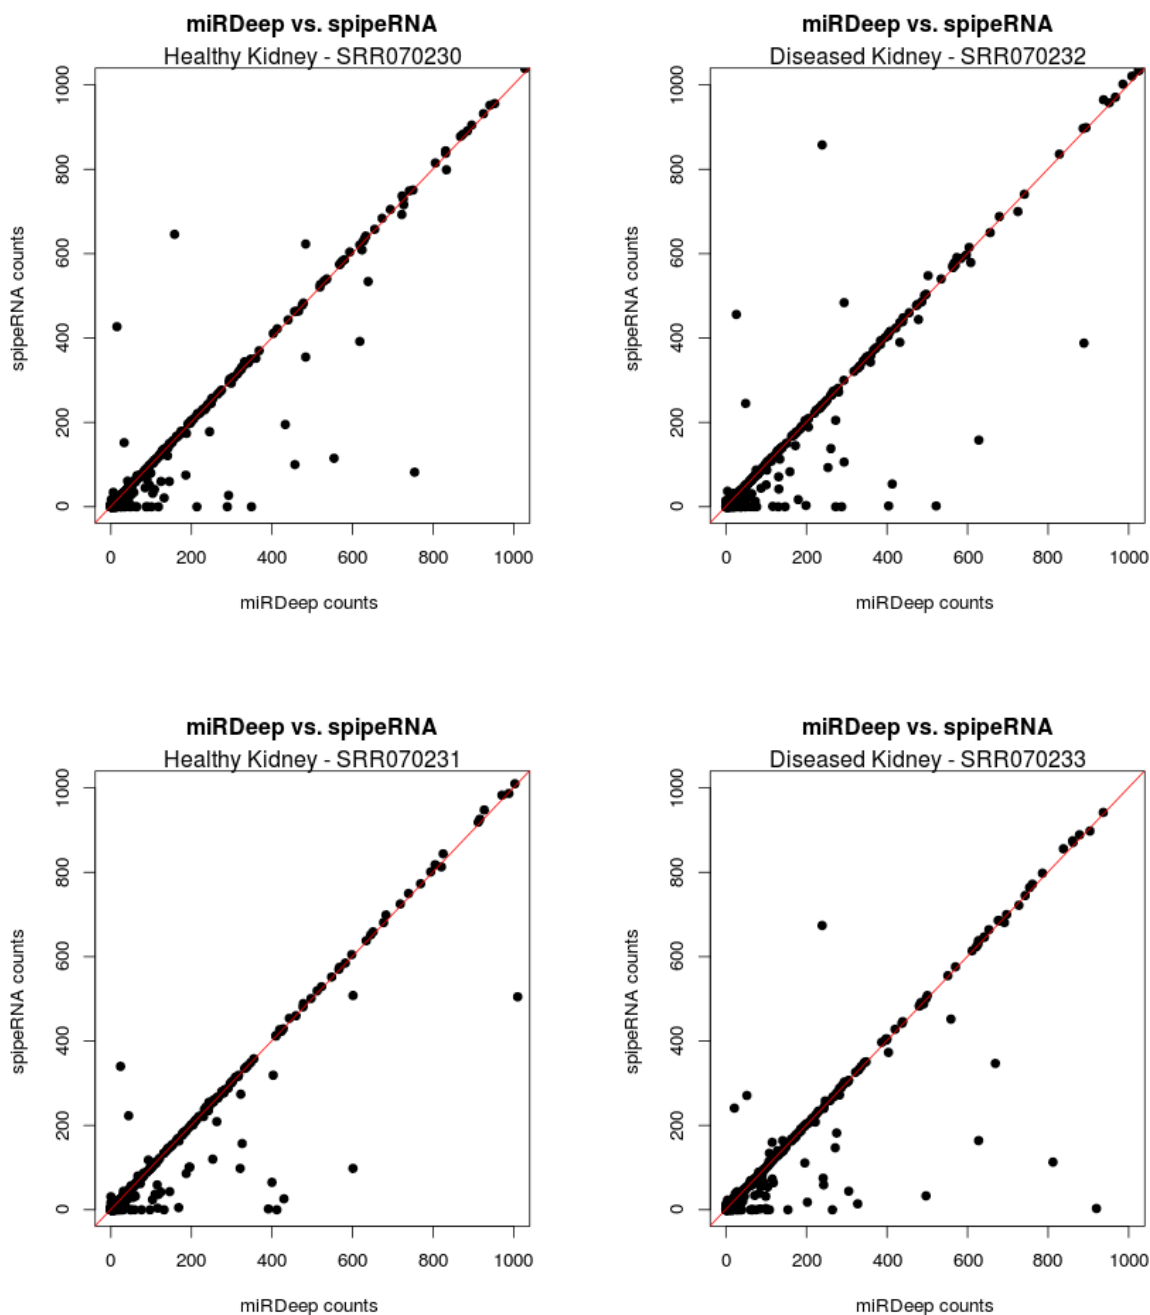 miRDeep vs. spipeRNA
Healthy Kidney - SRR070230
spipeRNA counts
1000
800
600
400
200
0
0 200 400 600 800 1000
miRDeep counts
miRDeep vs. spipeRNA
Diseased Kidney - SRR070232
spipeRNA counts
1000
800
600
400
200
0
0 200 400 600 800 1000
miRDeep counts
miRDeep vs. spipeRNA
Healthy Kidney - SRR070231
spipeRNA counts
1000
800
600
400
200
0
0 200 400 600 800 1000
miRDeep counts
miRDeep vs. spipeRNA
Diseased Kidney - SRR070233
spipeRNA counts
1000
800
600
400
200
0
0 200 400 600 800 1000
miRDeep counts